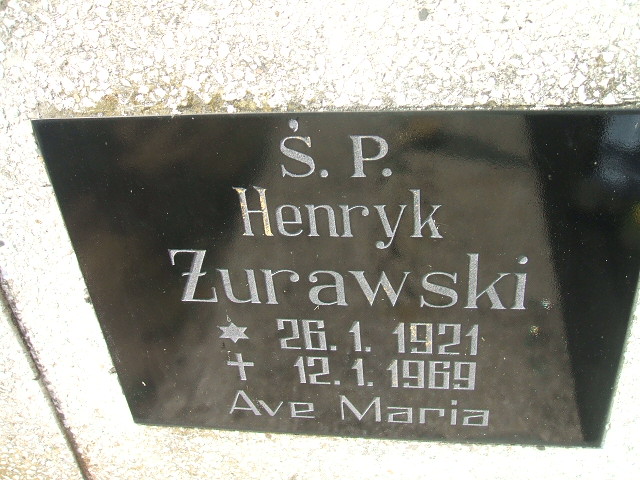 Ś. P.
Henryk
Żurawski
✶ 26.1.1921
✝ 12.1.1969
Ave Maria